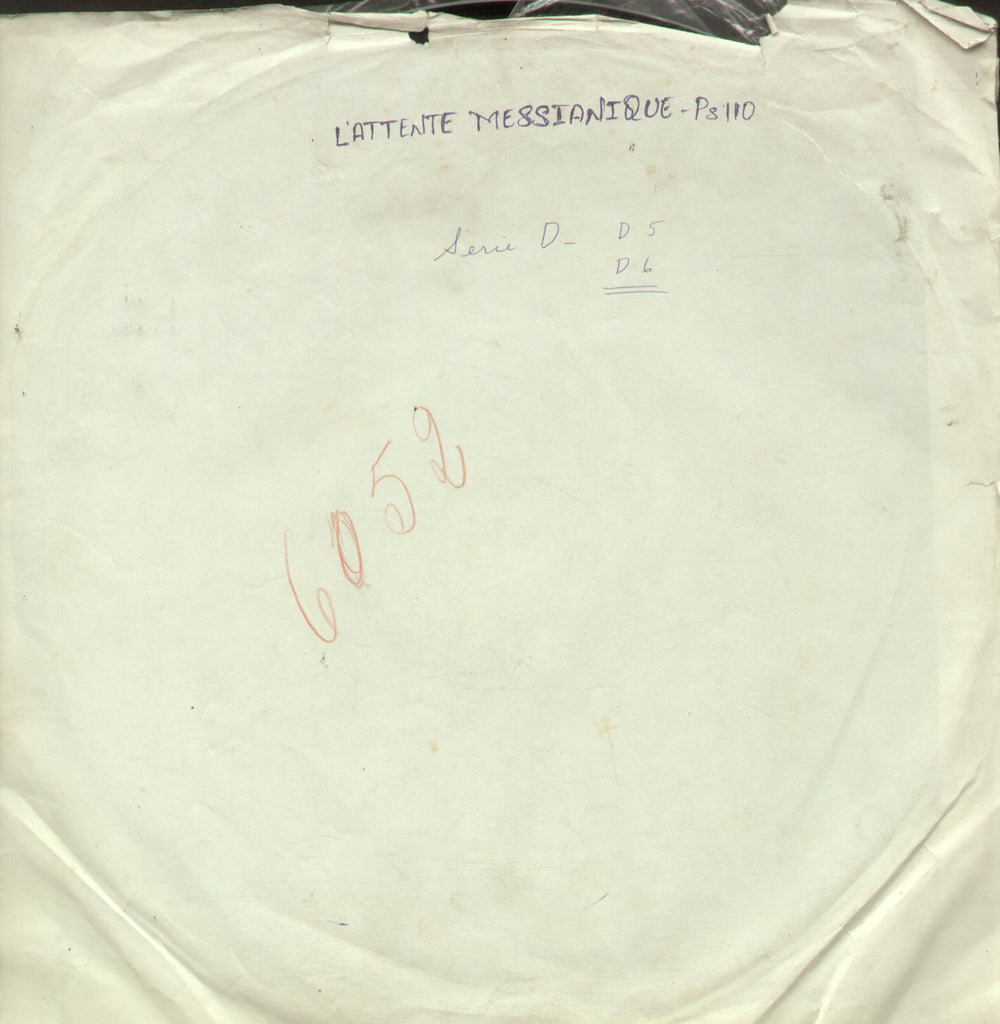 L'ATTENTE MESSIANIQUE - Ps 110
Serie D - D 5
D 6
6052